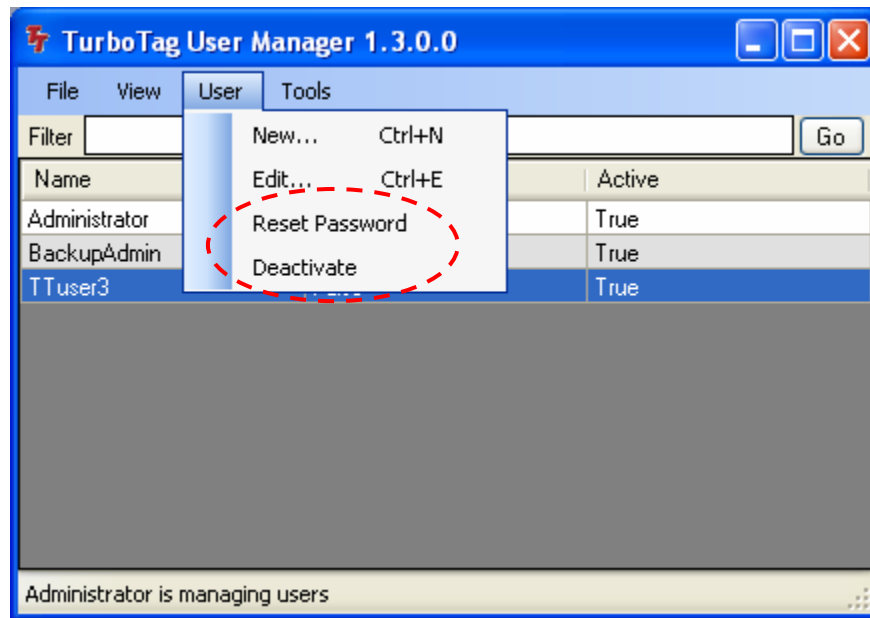 TurboTag User Manager 1.3.0.0
File View User Tools
Filter Go
New... Ctrl+N
Edit... Ctrl+E
Reset Password
Deactivate
Name Active
Administrator True
BackupAdmin True
TTuser3 True
Administrator is managing users